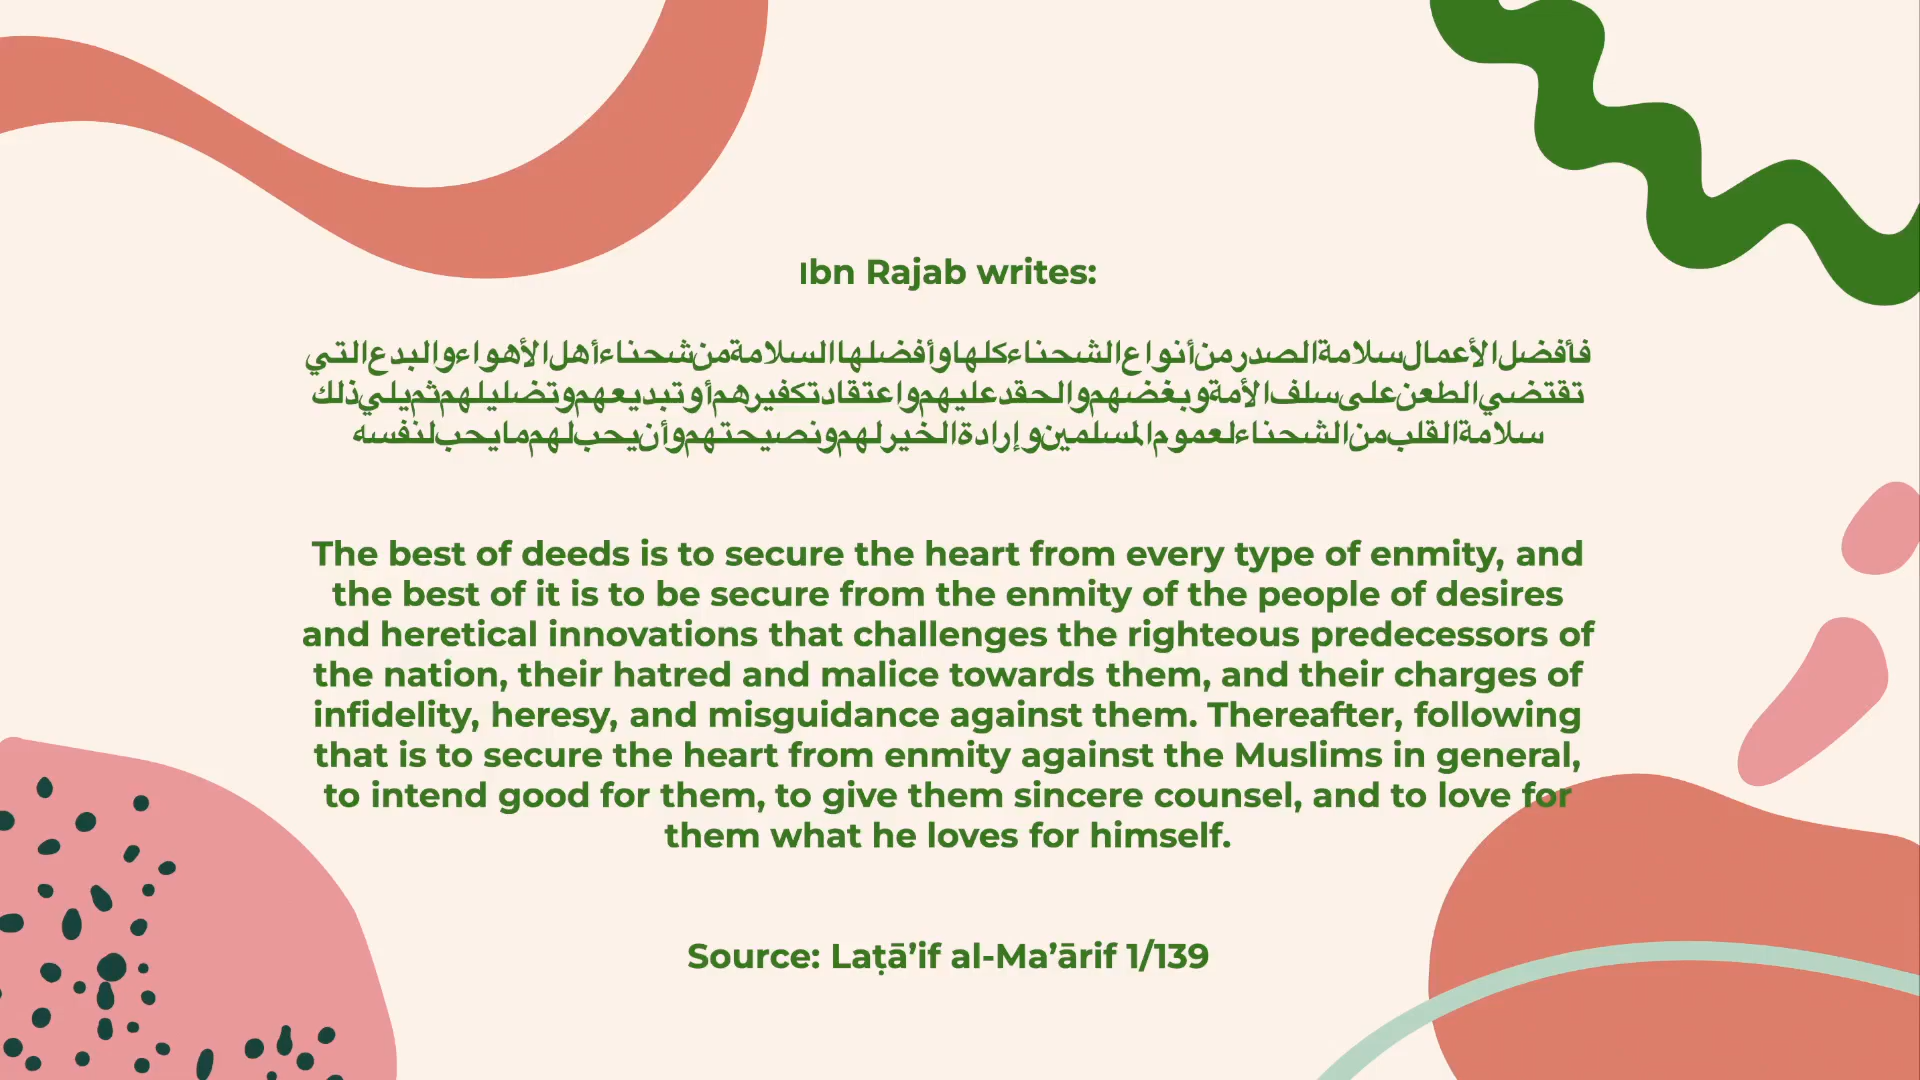 Ibn Rajab writes:
فأفضل الأعمال سلامة الصدر من أنواع الشحناء كلها وأفضلها السلامة من شحناء أهل الأهواء والبدع التي
تقتضي الطعن على سلف الأمة وبغضهم والحقد عليهم واعتقاد تكفيرهم أو تبديعهم وتضليلهم ثم يلي ذلك
سلامة القلب من الشحناء لعموم المسلمين وإرادة الخير لهم ونصيحتهم وأن يحب لهم ما يحب لنفسه
The best of deeds is to secure the heart from every type of enmity, and
the best of it is to be secure from the enmity of the people of desires
and heretical innovations that challenges the righteous predecessors of
the nation, their hatred and malice towards them, and their charges of
infidelity, heresy, and misguidance against them. Thereafter, following
that is to secure the heart from enmity against the Muslims in general,
to intend good for them, to give them sincere counsel, and to love for
them what he loves for himself.
Source: Laṭā’if al-Ma’ārif 1/139